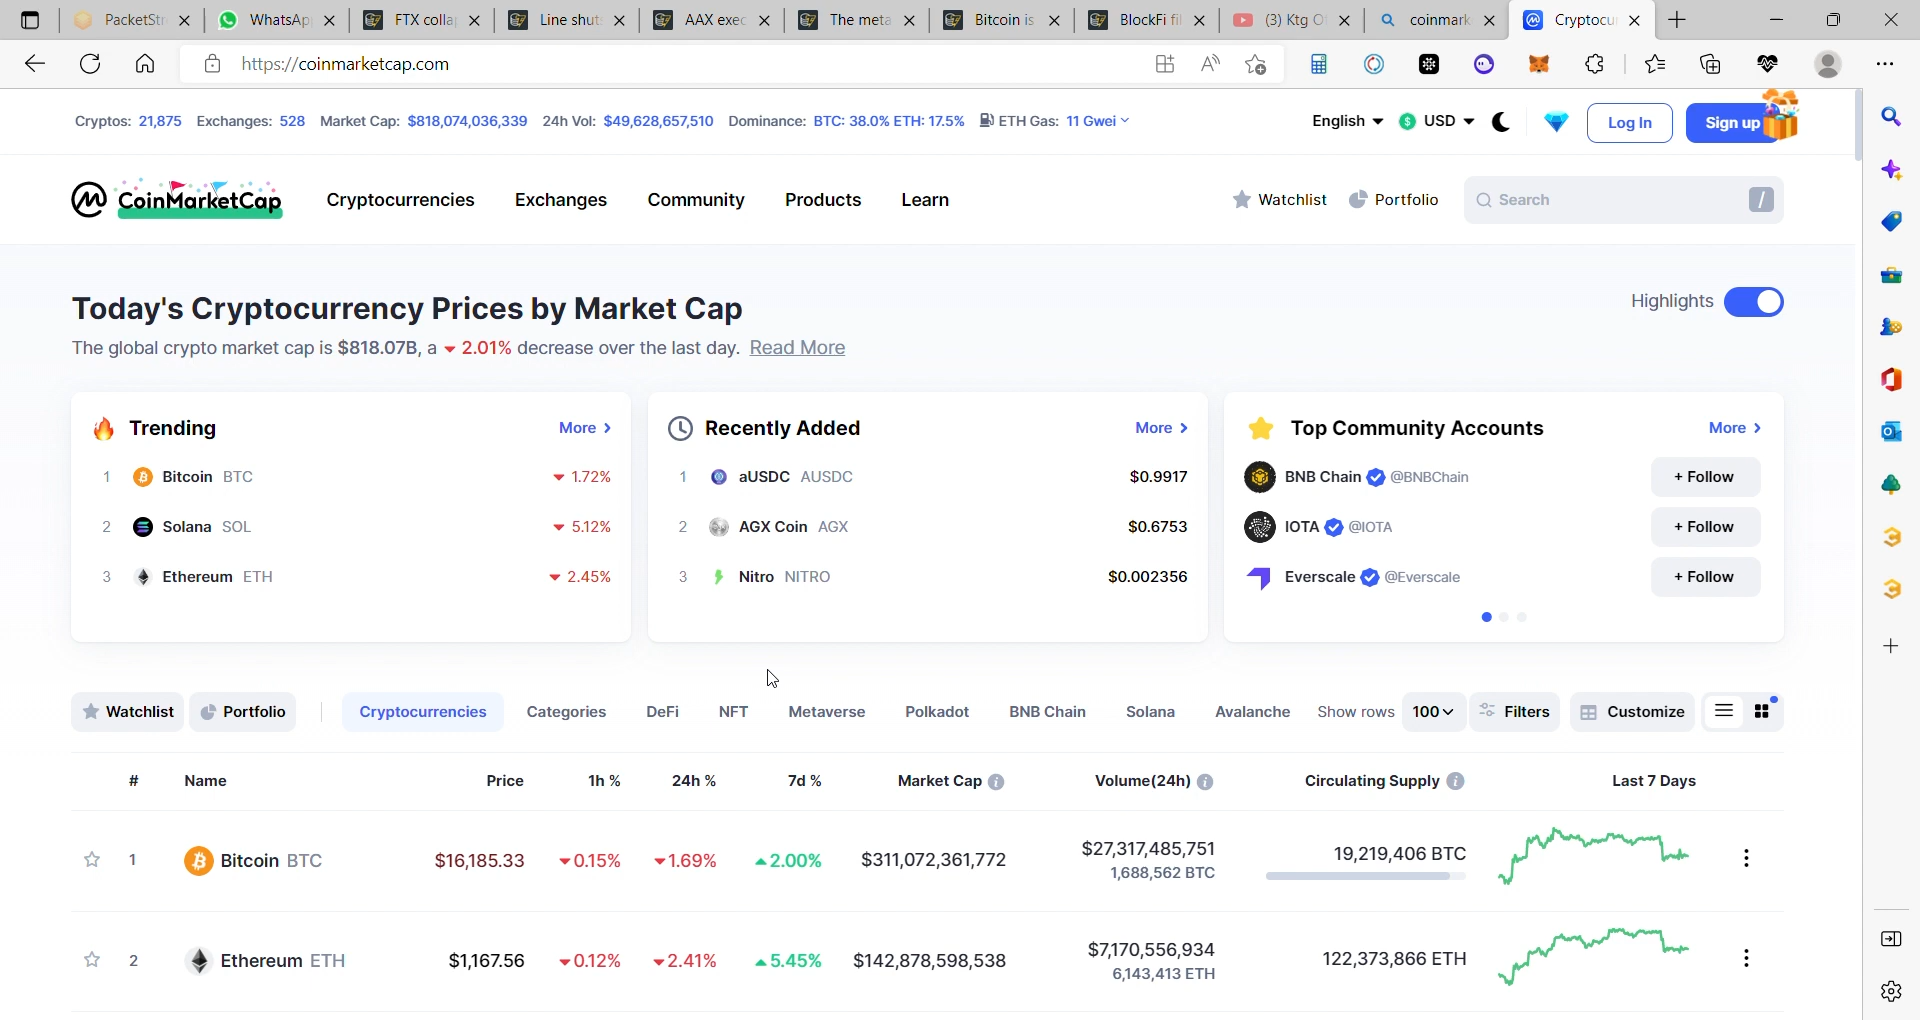 PacketStr WhatsAp FTX colla Line shut AAX exec The meta Bitcoin is BlockFi fil (3) Ktg O coinmark Cryptocu
https://coinmarketcap.com
Cryptos: 21,875 Exchanges: 528 Market Cap: $818,074,036,339 24h Vol: $49,628,657,510 Dominance: BTC: 38.0% ETH: 17.5% ETH Gas: 11 Gwei English USD Log In Sign up
CoinMarketCap Cryptocurrencies Exchanges Community Products Learn Watchlist Portfolio Search /
Today's Cryptocurrency Prices by Market Cap Highlights
The global crypto market cap is $818.07B, a 2.01% decrease over the last day. Read More
Trending More > Recently Added More > Top Community Accounts More >
1 Bitcoin BTC 1.72% 1 aUSDC AUSDC $0.9917 BNB Chain @BNBChain + Follow
2 Solana SOL 5.12% 2 AGX Coin AGX $0.6753 IOTA @IOTA + Follow
3 Ethereum ETH 2.45% 3 Nitro NITRO $0.002356 Everscale @Everscale + Follow
Watchlist Portfolio Cryptocurrencies Categories DeFi NFT Metaverse Polkadot BNB Chain Solana Avalanche Show rows 100 Filters Customize
# Name Price 1h % 24h % 7d % Market Cap Volume(24h) Circulating Supply Last 7 Days
1 Bitcoin BTC $16,185.33 0.15% 1.69% 2.00% $311,072,361,772 $27,317,485,751 19,219,406 BTC
1,688,562 BTC
2 Ethereum ETH $1,167.56 0.12% 2.41% 5.45% $142,878,598,538 $7,170,556,934 122,373,866 ETH
6,143,413 ETH